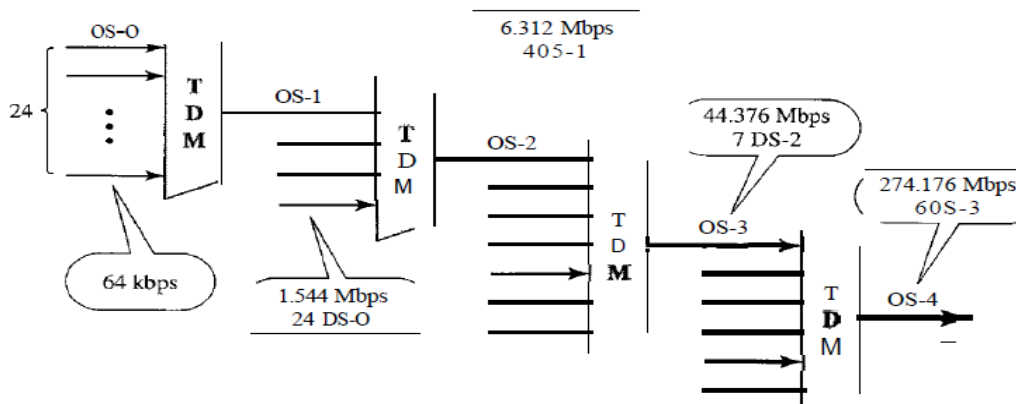 OS-O
24
T
D
M
64 kbps
OS-1
1.544 Mbps
24 DS-O
T
D
M
6.312 Mbps
405-1
OS-2
T
D
M
44.376 Mbps
7 DS-2
OS-3
T
D
M
274.176 Mbps
60S-3
OS-4